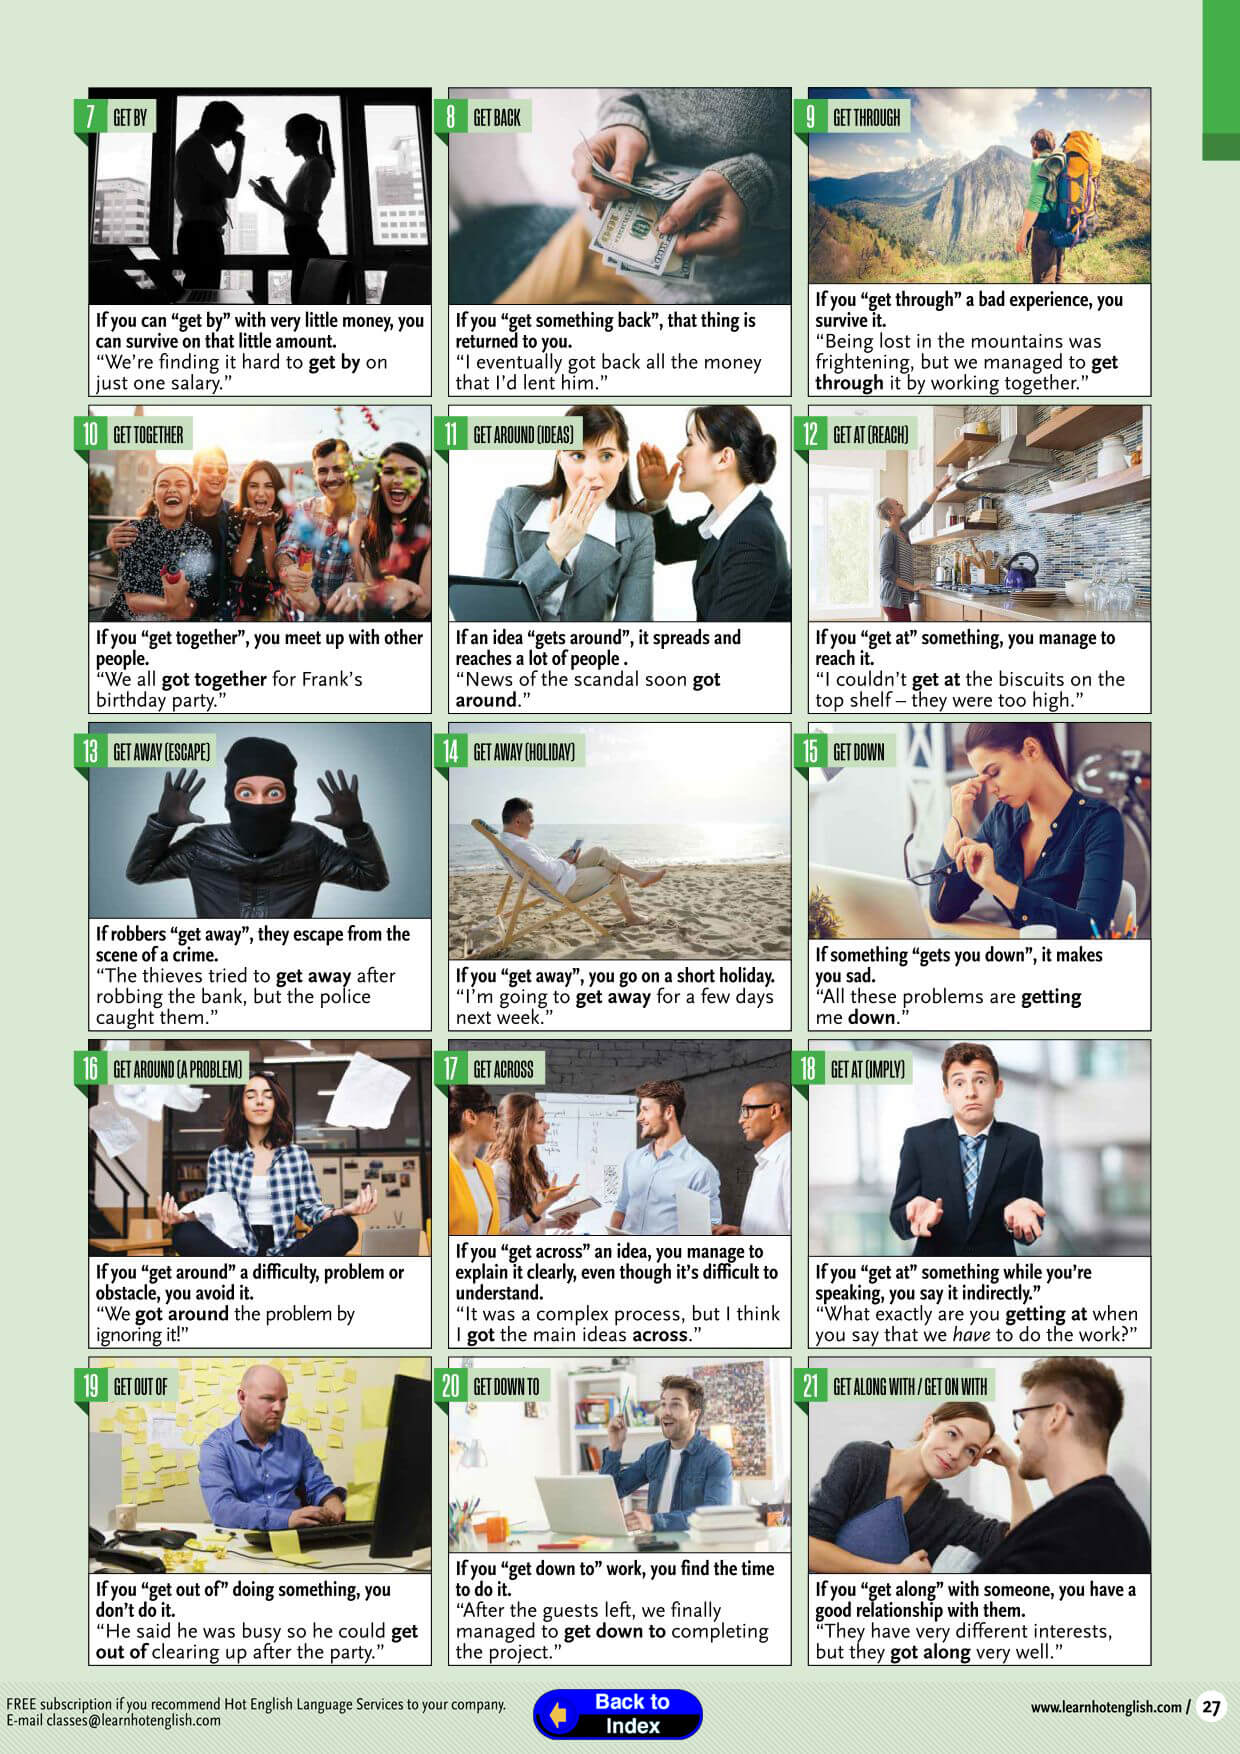 7 GET BY
If you can “get by” with very little money, you
can survive on that little amount.
“We’re finding it hard to get by on
just one salary.”
8 GET BACK
If you “get something back”, that thing is
returned to you.
“I eventually got back all the money
that I’d lent him.”
9 GET THROUGH
If you “get through” a bad experience, you
survive it.
“Being lost in the mountains was
frightening, but we managed to get
through it by working together.”
10 GET TOGETHER
If you “get together”, you meet up with other
people.
“We all got together for Frank’s
birthday party.”
11 GET AROUND (IDEAS)
If an idea “gets around”, it spreads and
reaches a lot of people .
“News of the scandal soon got
around.”
12 GET AT (REACH)
If you “get at” something, you manage to
reach it.
“I couldn’t get at the biscuits on the
top shelf – they were too high.”
13 GET AWAY (ESCAPE)
If robbers “get away”, they escape from the
scene of a crime.
“The thieves tried to get away after
robbing the bank, but the police
caught them.”
14 GET AWAY (HOLIDAY)
If you “get away”, you go on a short holiday.
“I’m going to get away for a few days
next week.”
15 GET DOWN
If something “gets you down”, it makes
you sad.
“All these problems are getting
me down.”
16 GET AROUND (A PROBLEM)
If you “get around” a difficulty, problem or
obstacle, you avoid it.
“We got around the problem by
ignoring it!”
17 GET ACROSS
If you “get across” an idea, you manage to
explain it clearly, even though it’s difficult to
understand.
“It was a complex process, but I think
I got the main ideas across.”
18 GET AT (IMPLY)
If you “get at” something while you’re
speaking, you say it indirectly.”
“What exactly are you getting at when
you say that we have to do the work?”
19 GET OUT OF
If you “get out of” doing something, you
don’t do it.
“He said he was busy so he could get
out of clearing up after the party.”
20 GET DOWN TO
If you “get down to” work, you find the time
to do it.
“After the guests left, we finally
managed to get down to completing
the project.”
21 GET ALONG WITH / GET ON WITH
If you “get along” with someone, you have a
good relationship with them.
“They have very different interests,
but they got along very well.”
FREE subscription if you recommend Hot English Language Services to your company.
E-mail classes@learnhotenglish.com
Back to
Index
www.learnhotenglish.com / 27